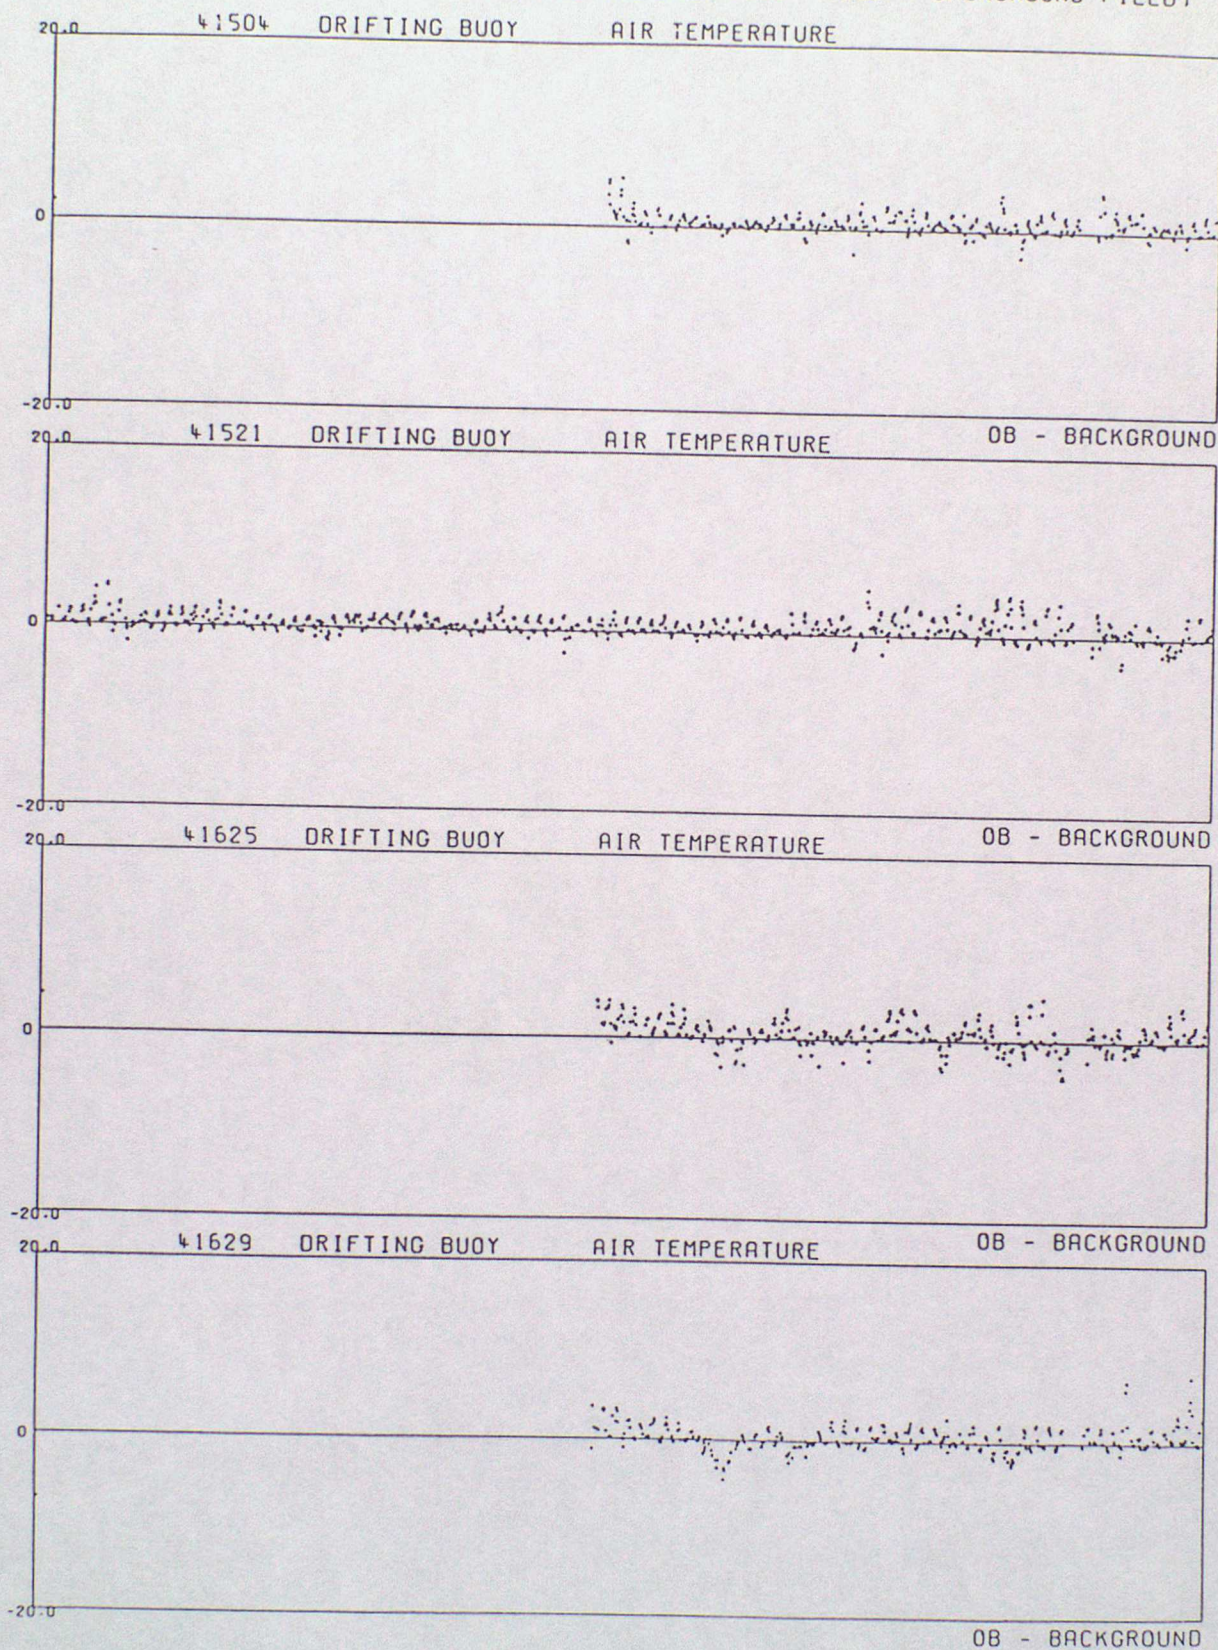 20.0 41504 DRIFTING BUOY AIR TEMPERATURE
0
-20.0
20.0 41521 DRIFTING BUOY AIR TEMPERATURE OB - BACKGROUND
0
-20.0
20.0 41625 DRIFTING BUOY AIR TEMPERATURE OB - BACKGROUND
0
-20.0
20.0 41629 DRIFTING BUOY AIR TEMPERATURE OB - BACKGROUND
0
-20.0
OB - BACKGROUND